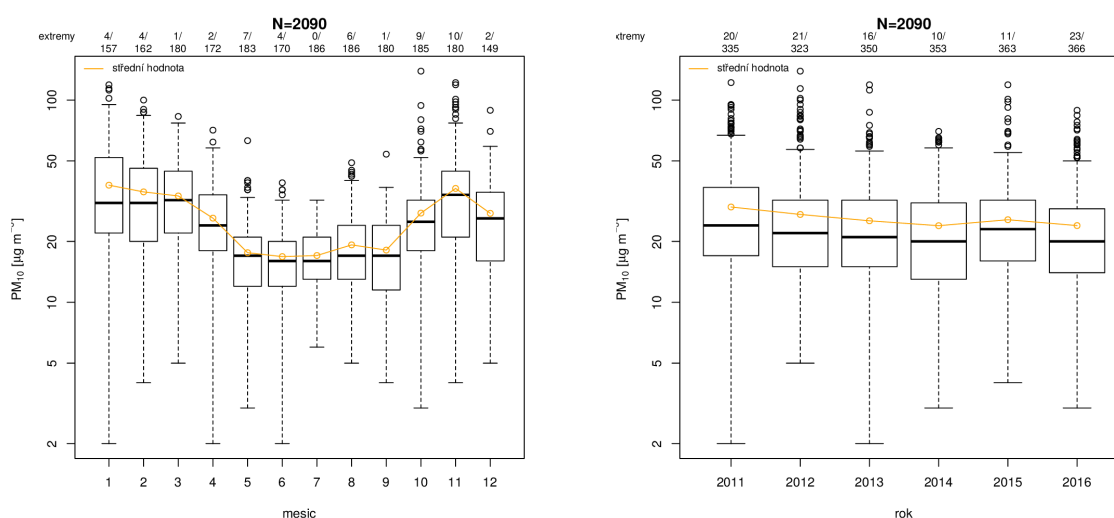 N=2090
extremy 4/ 4/ 1/ 2/ 7/ 4/ 0/ 6/ 1/ 9/ 10/ 2/
157 162 180 172 183 170 186 186 180 185 180 149
střední hodnota
100
50
20
10
5
2
PM10 [µg m⁻³]
1 2 3 4 5 6 7 8 9 10 11 12
mesic
N=2090
xtremy 20/ 21/ 16/ 10/ 11/ 23/
335 323 350 353 363 366
střední hodnota
100
50
20
10
5
2
PM10 [µg m⁻³]
2011 2012 2013 2014 2015 2016
rok